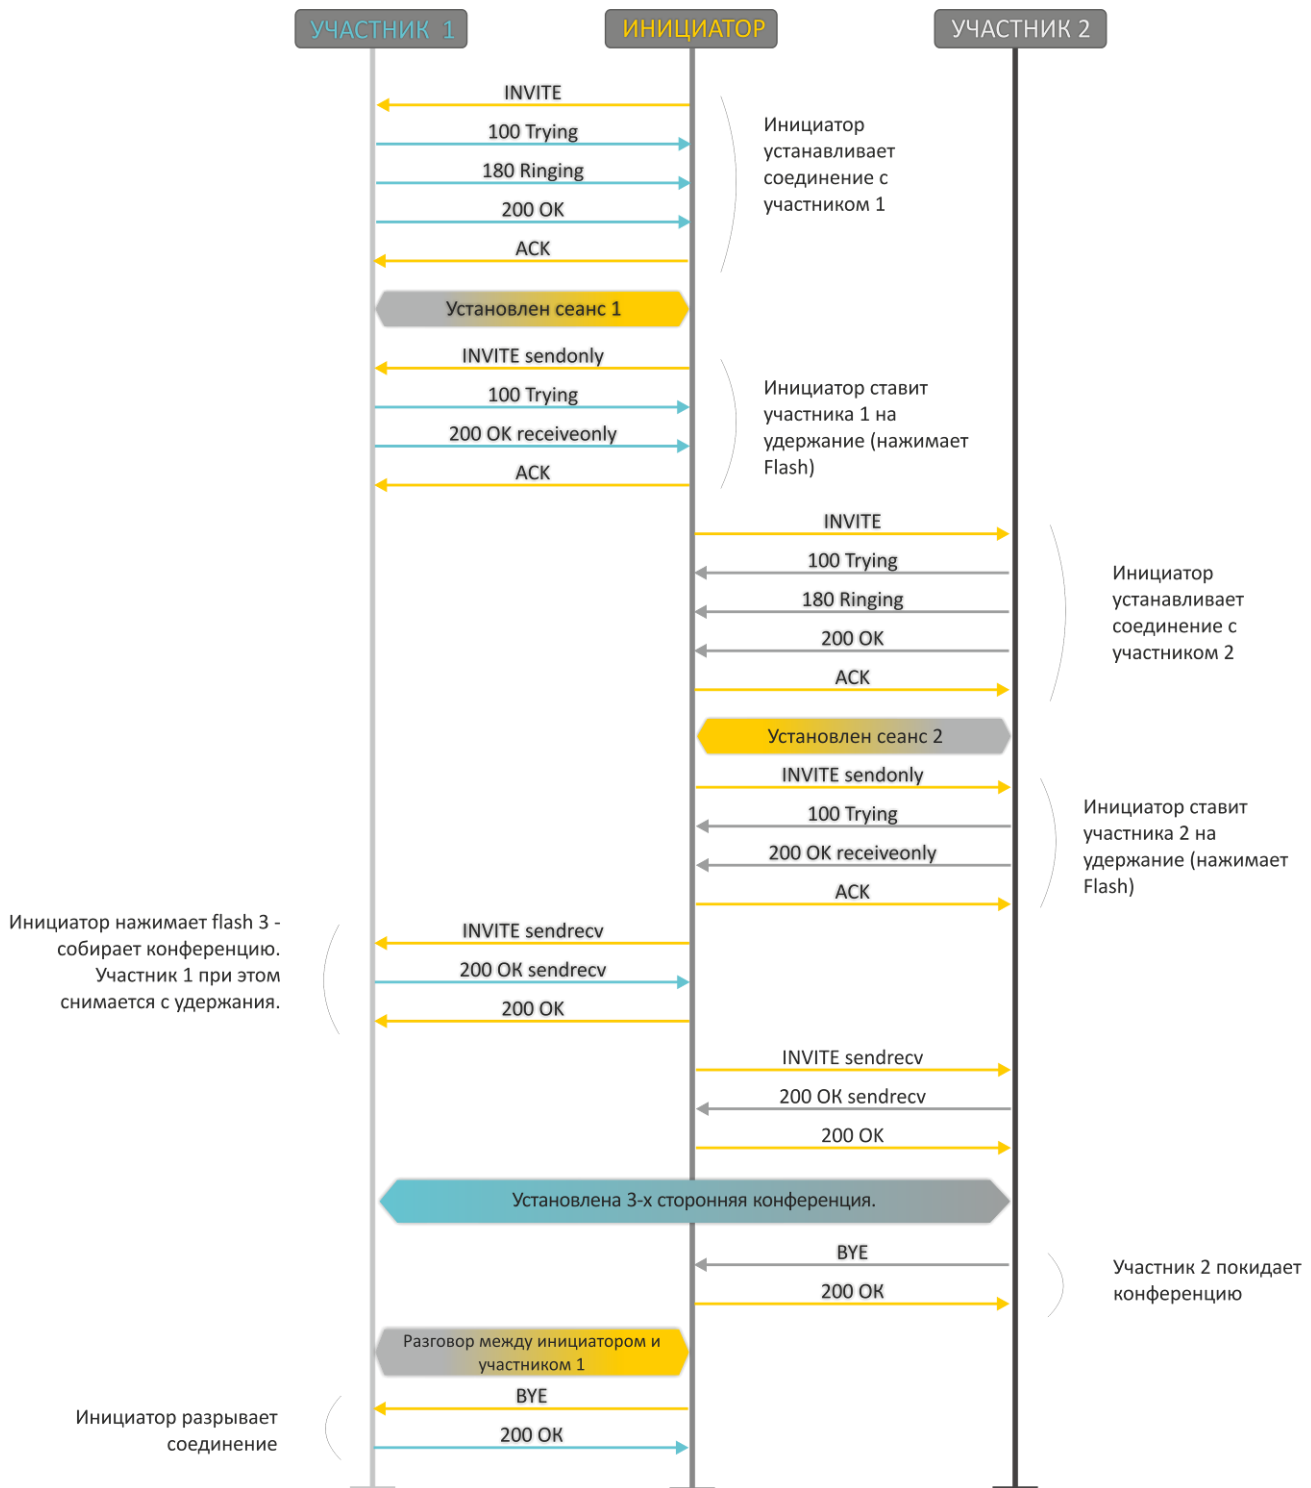 УЧАСТНИК 1
ИНИЦИАТОР
УЧАСТНИК 2
INVITE
100 Trying
180 Ringing
200 OK
ACK
Инициатор
устанавливает
соединение с
участником 1
Установлен сеанс 1
INVITE sendonly
100 Trying
200 OK receiveonly
ACK
Инициатор ставит
участника 1 на
удержание (нажимает
Flash)
INVITE
100 Trying
180 Ringing
200 OK
ACK
Инициатор
устанавливает
соединение с
участником 2
Установлен сеанс 2
INVITE sendonly
100 Trying
200 OK receiveonly
ACK
Инициатор ставит
участника 2 на
удержание (нажимает
Flash)
Инициатор нажимает flash 3 -
собирает конференцию.
Участник 1 при этом
снимается с удержания.
INVITE sendrecv
200 OK sendrecv
200 OK
INVITE sendrecv
200 OK sendrecv
200 OK
Установлена 3-х сторонняя конференция.
BYE
200 OK
Участник 2 покидает
конференцию
Разговор между инициатором и
участником 1
BYE
200 OK
Инициатор разрывает
соединение